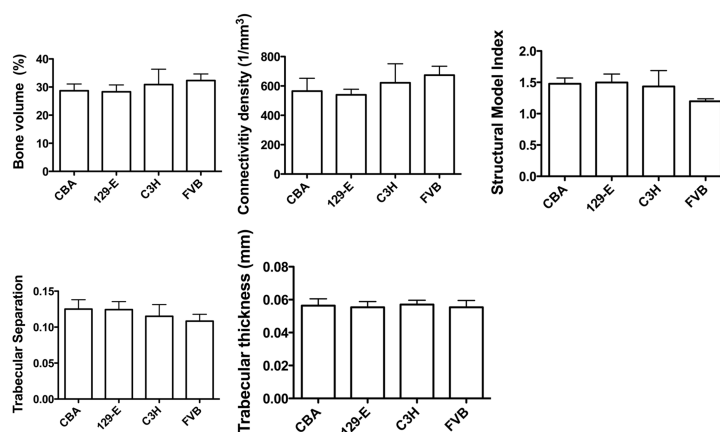 Bone volume (%)
40
30
20
10
0
CBA
129-E
C3H
FVB
Connectivitiy density (1/mm³)
800
600
400
200
0
CBA
129-E
C3H
FVB
Structural Model Index
2.0
1.5
1.0
0.5
0.0
CBA
129-E
C3H
FVB
Trabecular Separation
0.15
0.10
0.05
0.00
CBA
129-E
C3H
FVB
Trabecular thickness (mm)
0.08
0.06
0.04
0.02
0.00
CBA
129-E
C3H
FVB